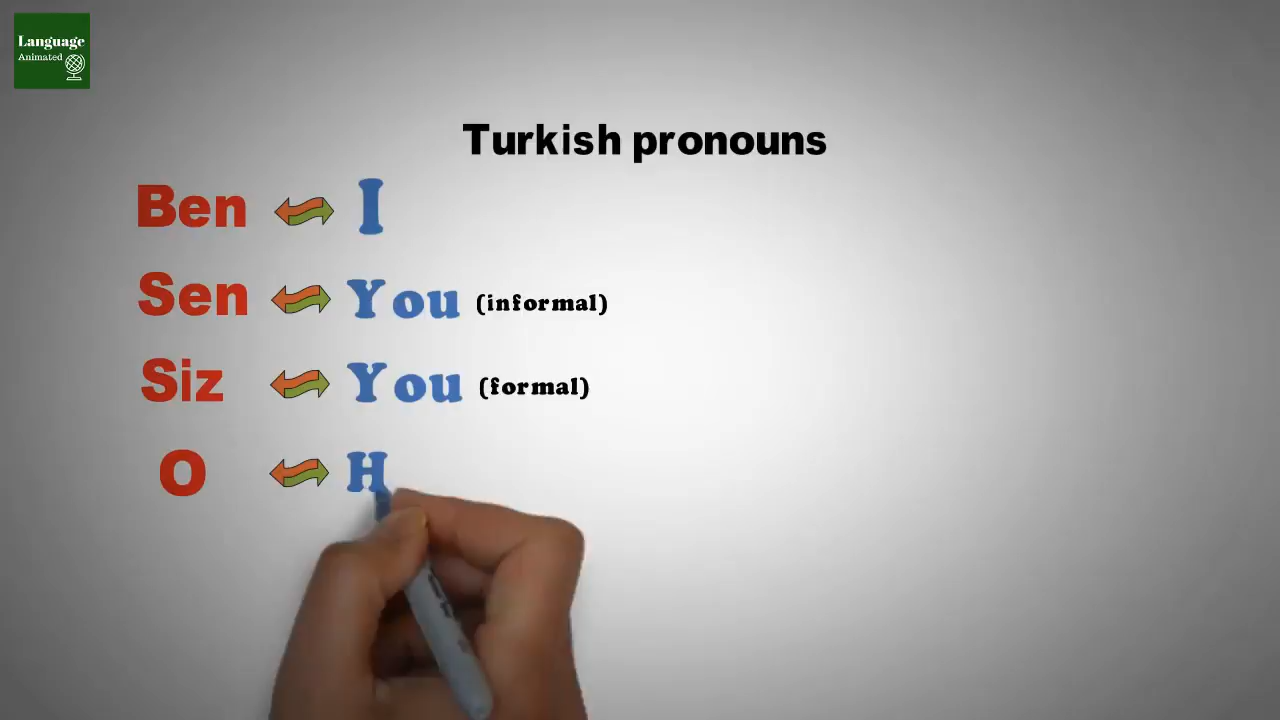 Language
Animated
Turkish pronouns
Ben I
Sen You (informal)
Siz You (formal)
O H